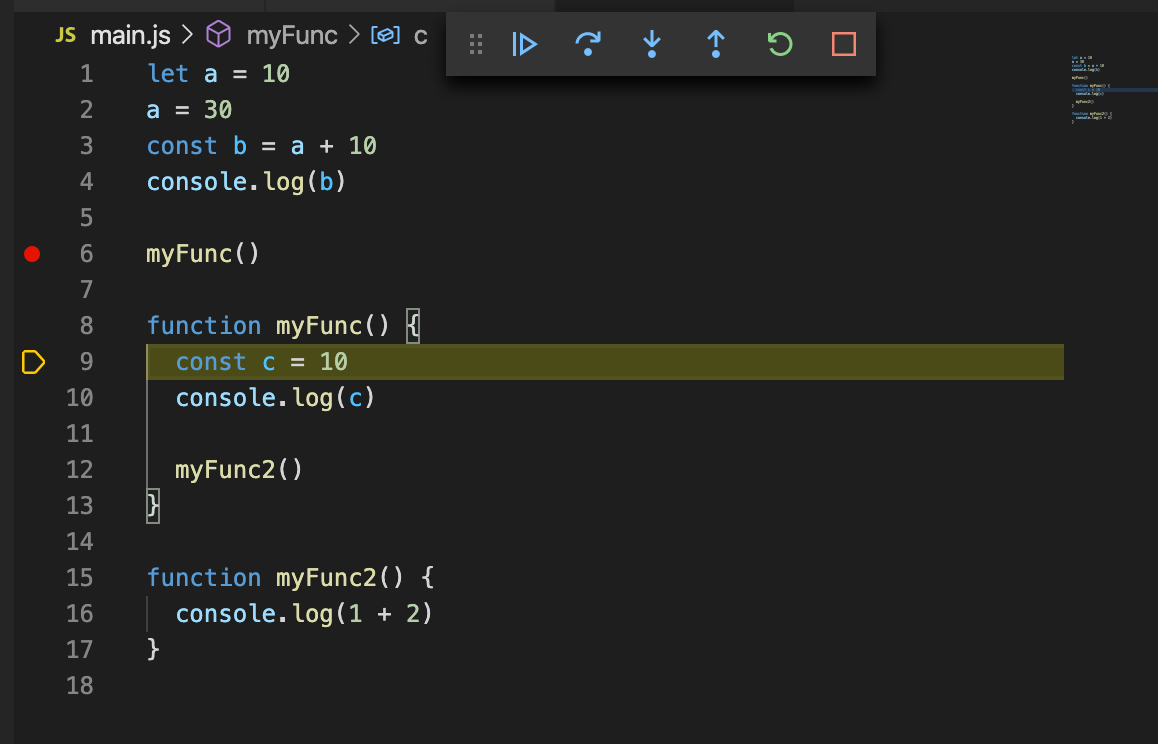 JS main.js > myFunc > c
1 let a = 10
2 a = 30
3 const b = a + 10
4 console.log(b)
5
6 myFunc()
7
8 function myFunc() {
9   const c = 10
10   console.log(c)
11
12   myFunc2()
13 }
14
15 function myFunc2() {
16   console.log(1 + 2)
17 }
18